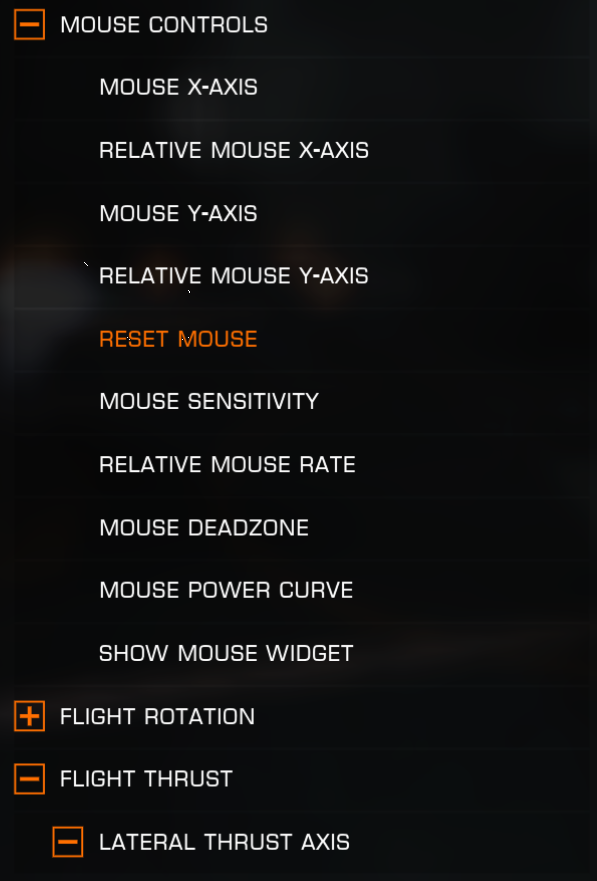 MOUSE CONTROLS
MOUSE X-AXIS
RELATIVE MOUSE X-AXIS
MOUSE Y-AXIS
RELATIVE MOUSE Y-AXIS
RESET MOUSE
MOUSE SENSITIVITY
RELATIVE MOUSE RATE
MOUSE DEADZONE
MOUSE POWER CURVE
SHOW MOUSE WIDGET
FLIGHT ROTATION
FLIGHT THRUST
LATERAL THRUST AXIS